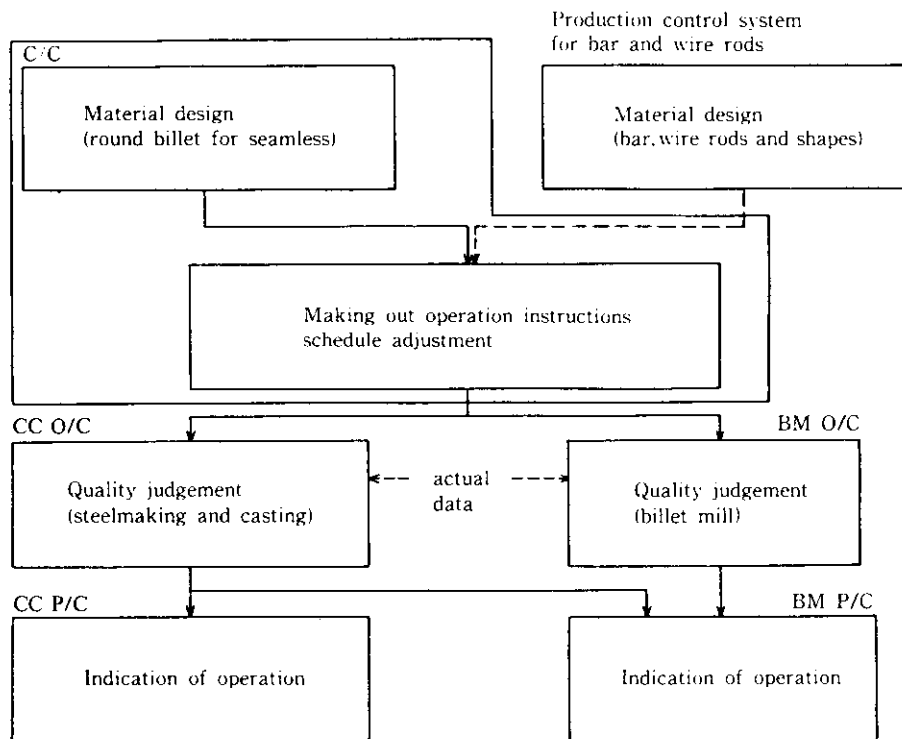 Production control system
for bar and wire rods
C/C
Material design
(round billet for seamless)
Material design
(bar, wire rods and shapes)
Making out operation instructions
schedule adjustment
CC O/C
BM O/C
Quality judgement
(steelmaking and casting)
actual
data
Quality judgement
(billet mill)
CC P/C
BM P/C
Indication of operation
Indication of operation